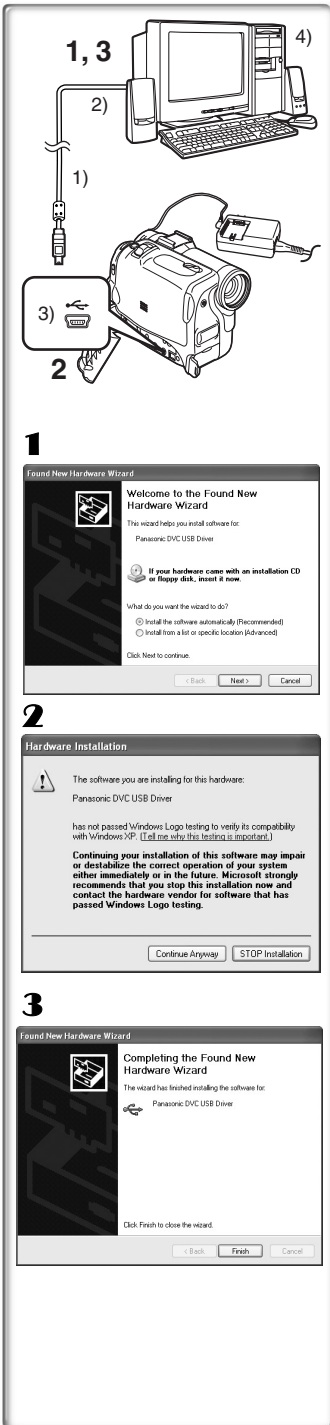 1, 3
4)
2)
1)
3)
2
1
Found New Hardware Wizard
Welcome to the Found New
Hardware Wizard
This wizard helps you install software for:
Panasonic DVC USB Driver
If your hardware came with an installation CD
or floppy disk, insert it now.
What do you want the wizard to do?
Install the software automatically (Recommended)
Install from a list or specific location (Advanced)
Click Next to continue.
< Back
Next >
Cancel
2
Hardware Installation
The software you are installing for this hardware:
Panasonic DVC USB Driver
has not passed Windows Logo testing to verify its compatibility
with Windows XP. (Tell me why this testing is important.)
Continuing your installation of this software may impair
or destabilize the correct operation of your system
either immediately or in the future. Microsoft strongly
recommends that you stop this installation now and
contact the hardware vendor for software that has
passed Windows Logo testing.
Continue Anyway
STOP Installation
3
Found New Hardware Wizard
Completing the Found New
Hardware Wizard
The wizard has finished installing the software for:
Panasonic DVC USB Driver
Click Finish to close the wizard.
< Back
Finish
Cancel